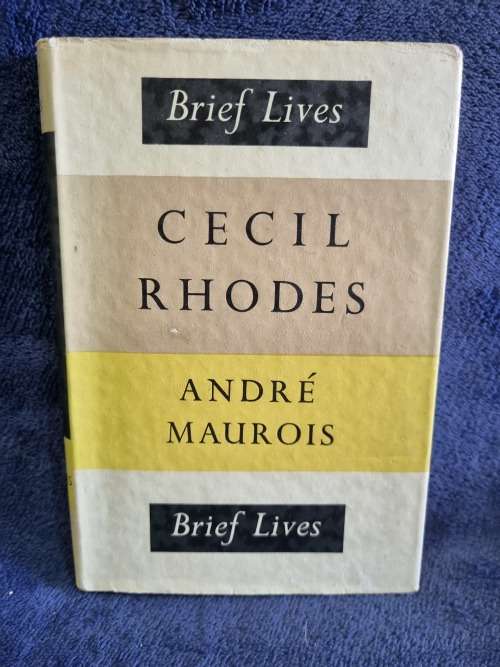 Brief Lives
CECIL
RHODES
ANDRÉ
MAUROIS
Brief Lives